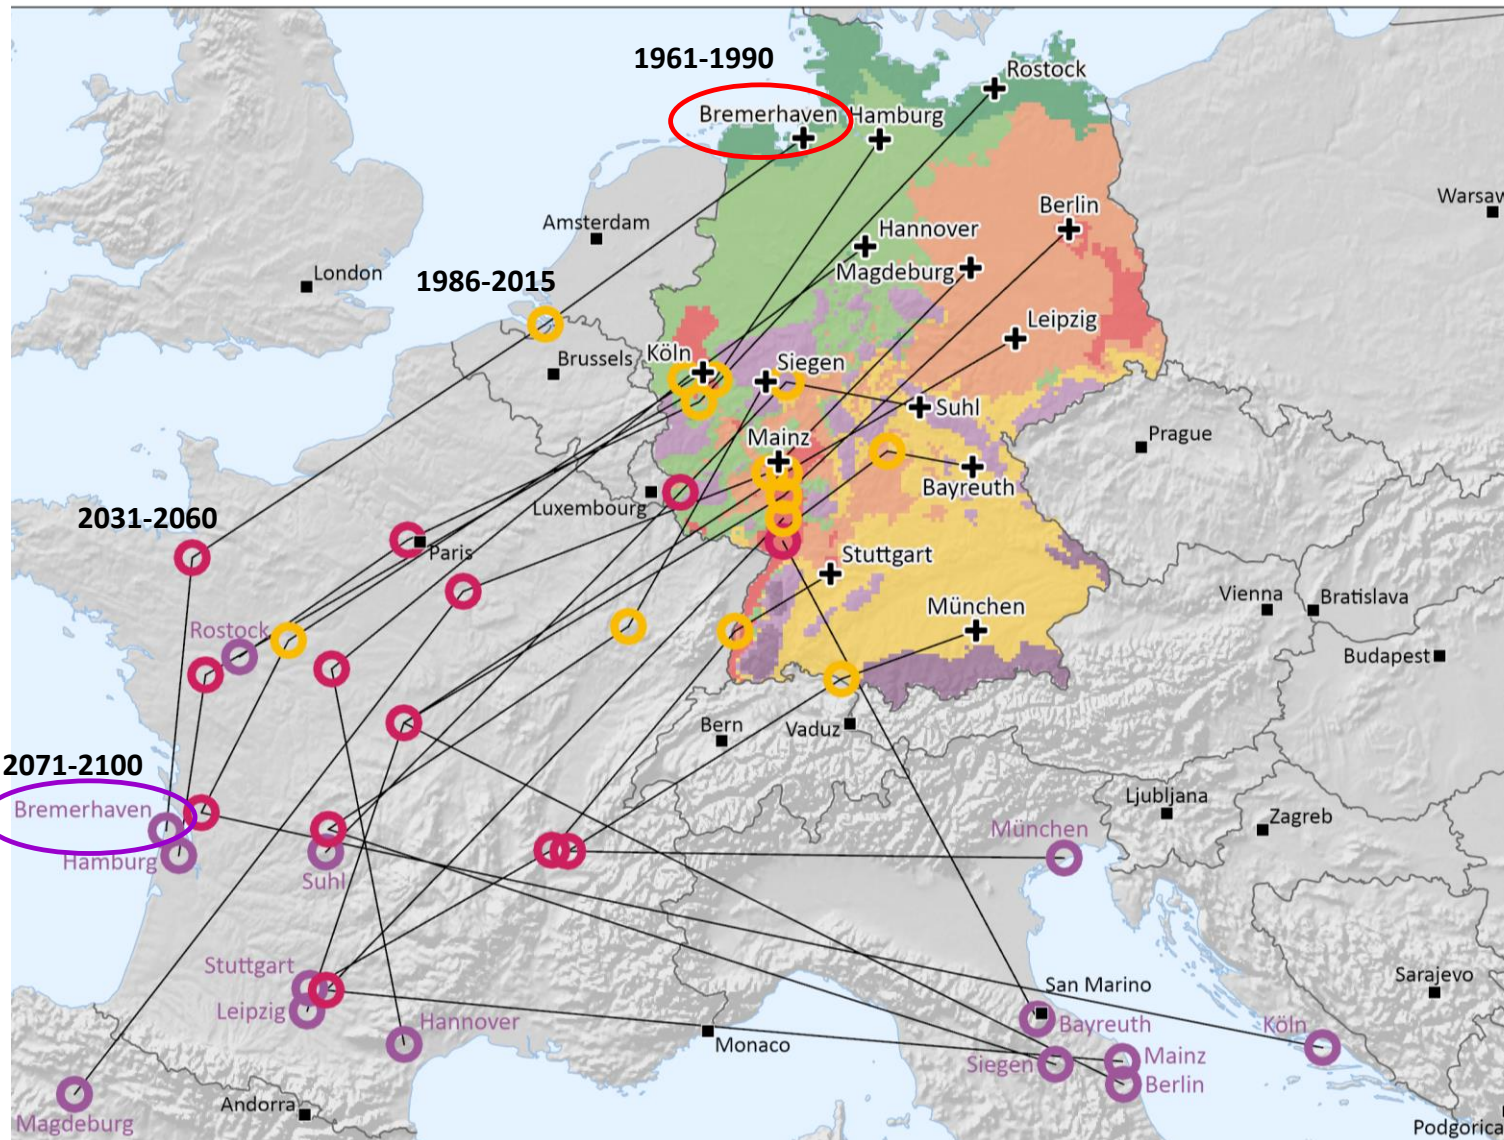 1961-1990
Rostock
Bremerhaven
Hamburg
Warsaw
Berlin
Amsterdam
Hannover
Magdeburg
London
1986-2015
Leipzig
Brussels
Köln
Siegen
Suhl
Prague
Mainz
Bayreuth
Luxembourg
2031-2060
Paris
Stuttgart
München
Vienna
Bratislava
Rostock
Budapest
Bern
Vaduz
2071-2100
Ljubljana
Bremerhaven
Zagreb
München
Hamburg
Suhl
Stuttgart
Sarajevo
San Marino
Leipzig
Hannover
Bayreuth
Köln
Monaco
Siegen
Mainz
Berlin
Andorra
Magdeburg
Podgorica